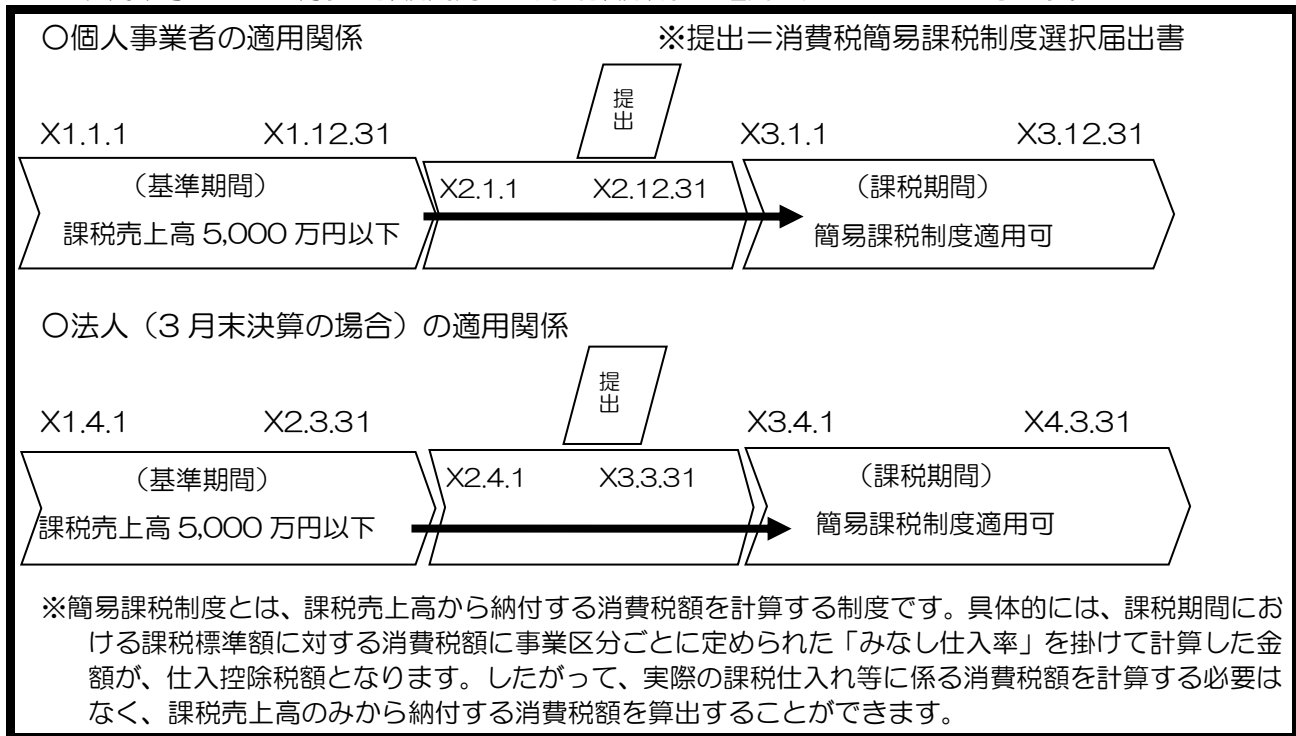 〇個人事業者の適用関係 ※提出＝消費税簡易課税制度選択届出書
提出
X1.1.1 X1.12.31 X3.1.1 X3.12.31
（基準期間） X2.1.1 X2.12.31 （課税期間）
課税売上高 5,000 万円以下 簡易課税制度適用可
〇法人（3 月末決算の場合）の適用関係
提出
X1.4.1 X2.3.31 X3.4.1 X4.3.31
（基準期間） X2.4.1 X3.3.31 （課税期間）
課税売上高 5,000 万円以下 簡易課税制度適用可
※簡易課税制度とは、課税売上高から納付する消費税額を計算する制度です。具体的には、課税期間にお
ける課税標準額に対する消費税額に事業区分ごとに定められた「みなし仕入率」を掛けて計算した金
額が、仕入控除税額となります。したがって、実際の課税仕入れ等に係る消費税額を計算する必要は
なく、課税売上高のみから納付する消費税額を算出することができます。